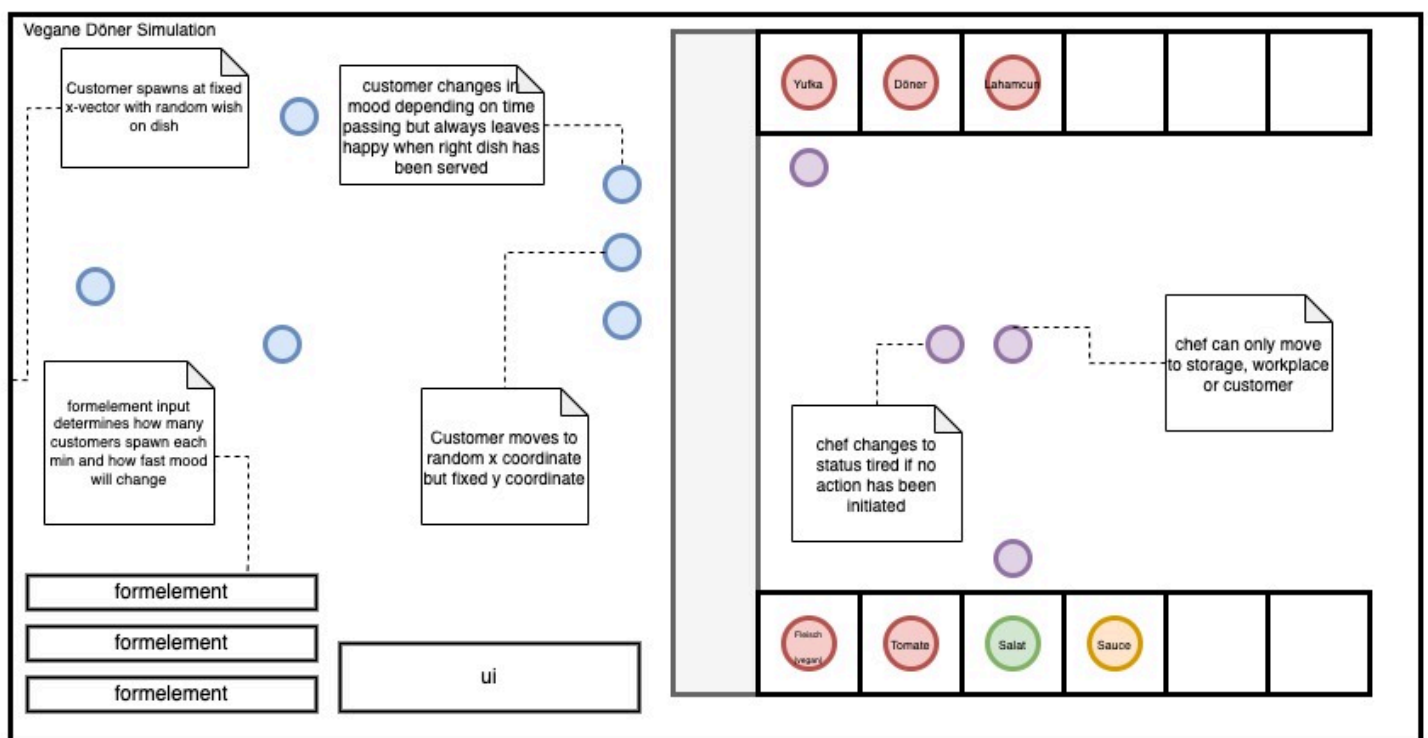 Vegane Döner Simulation
Customer spawns at fixed
x-vector with random wish
on dish
customer changes in
mood depending on time
passing but always leaves
happy when right dish has
been served
Yufka
Döner
Lahamcun
chef can only move
to storage, workplace
or customer
formelement input
determines how many
customers spawn each
min and how fast mood
will change
Customer moves to
random x coordinate
but fixed y coordinate
chef changes to
status tired if no
action has been
initiated
formelement
formelement
formelement
ui
Fleisch
(vegan)
Tomate
Salat
Sauce